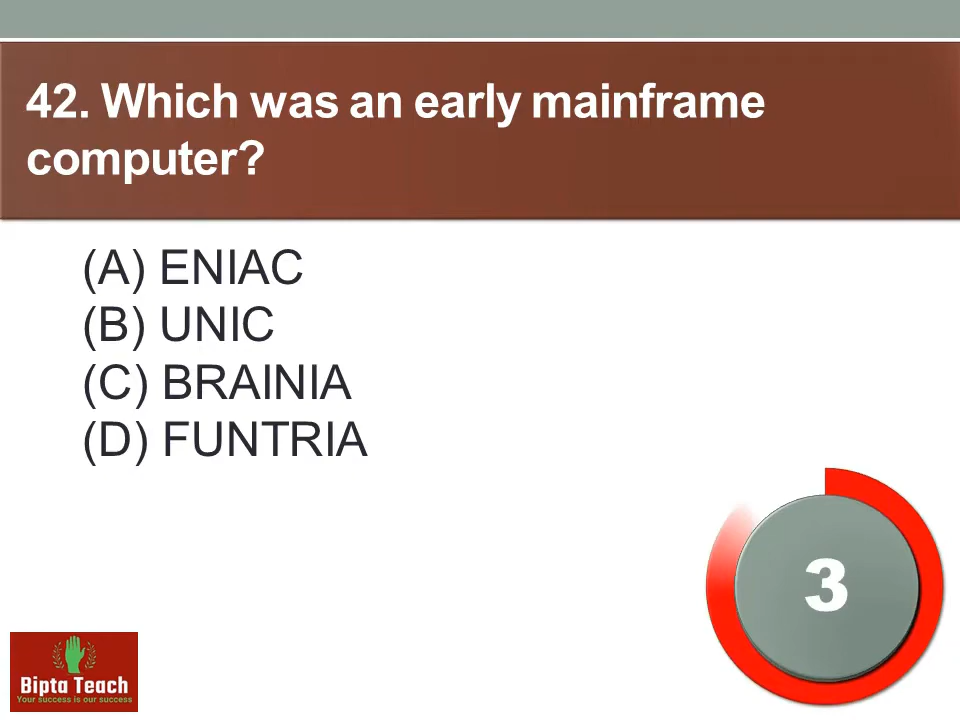 42. Which was an early mainframe
computer?
(A) ENIAC
(B) UNIC
(C) BRAINIA
(D) FUNTRIA
3
Bipta Teach
Your success is our success